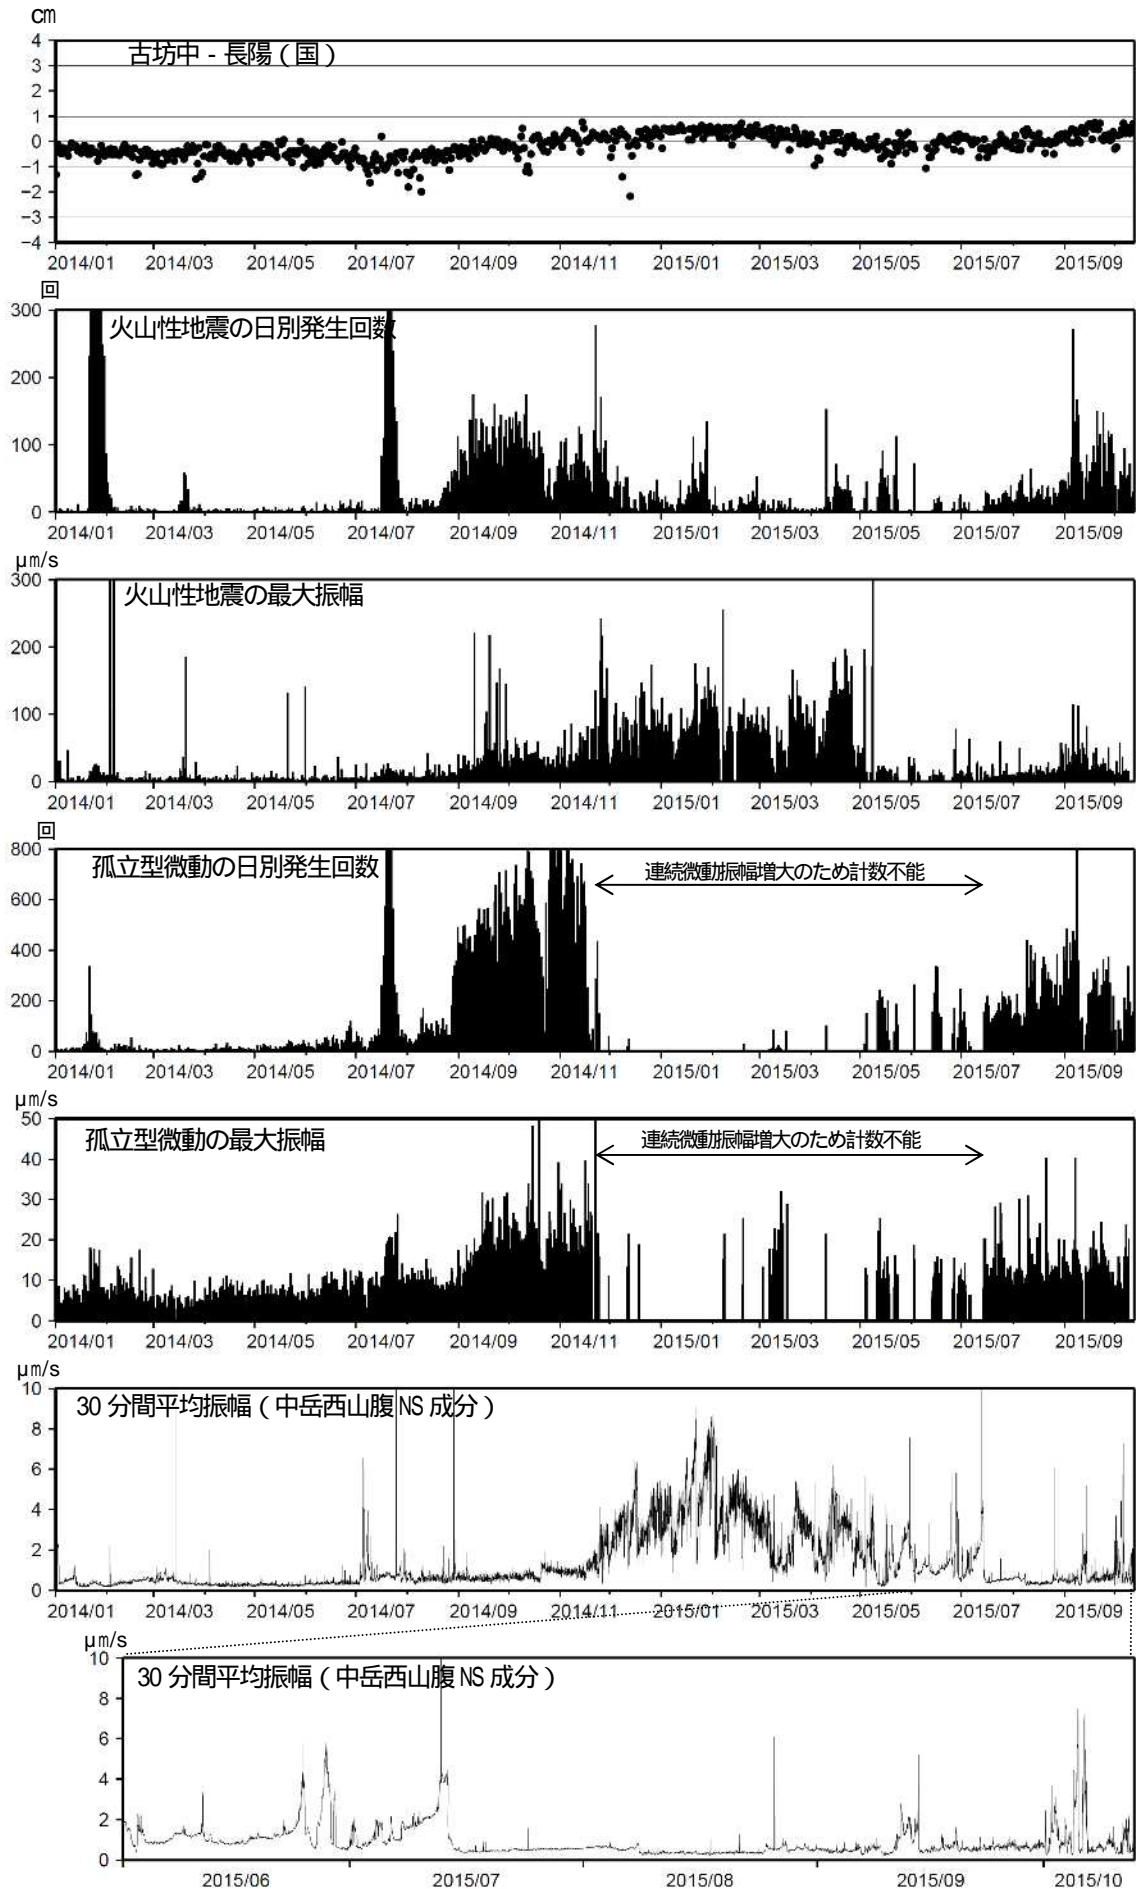 cm
古坊中 - 長陽（国）
4
3
2
1
0
−1
−2
−3
−4
2014/01 2014/03 2014/05 2014/07 2014/09 2014/11 2015/01 2015/03 2015/05 2015/07 2015/09
回
火山性地震の日別発生回数
300
200
100
0
2014/01 2014/03 2014/05 2014/07 2014/09 2014/11 2015/01 2015/03 2015/05 2015/07 2015/09
μm/s
火山性地震の最大振幅
300
200
100
0
2014/01 2014/03 2014/05 2014/07 2014/09 2014/11 2015/01 2015/03 2015/05 2015/07 2015/09
回
孤立型微動の日別発生回数
連続微動振幅増大のため計数不能
800
600
400
200
0
2014/01 2014/03 2014/05 2014/07 2014/09 2014/11 2015/01 2015/03 2015/05 2015/07 2015/09
μm/s
孤立型微動の最大振幅
連続微動振幅増大のため計数不能
50
40
30
20
10
0
2014/01 2014/03 2014/05 2014/07 2014/09 2014/11 2015/01 2015/03 2015/05 2015/07 2015/09
μm/s
30 分間平均振幅（中岳西山腹 NS 成分）
10
8
6
4
2
0
2014/01 2014/03 2014/05 2014/07 2014/09 2014/11 2015/01 2015/03 2015/05 2015/07 2015/09
μm/s
30 分間平均振幅（中岳西山腹 NS 成分）
10
8
6
4
2
0
2015/06 2015/07 2015/08 2015/09 2015/10